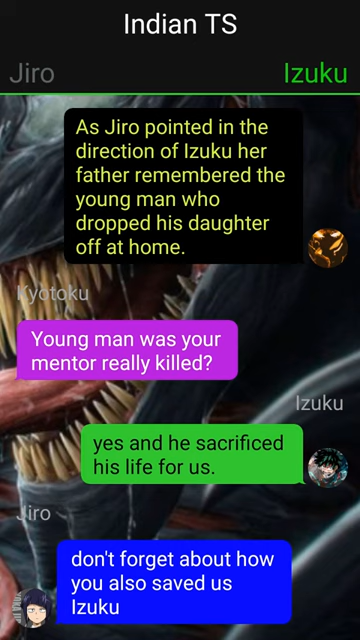 Indian TS
Jiro
Izuku
As Jiro pointed in the
direction of Izuku her
father remembered the
young man who
dropped his daughter
off at home.
Kyotoku
Young man was your
mentor really killed?
Izuku
yes and he sacrificed
his life for us.
Jiro
don't forget about how
you also saved us
Izuku